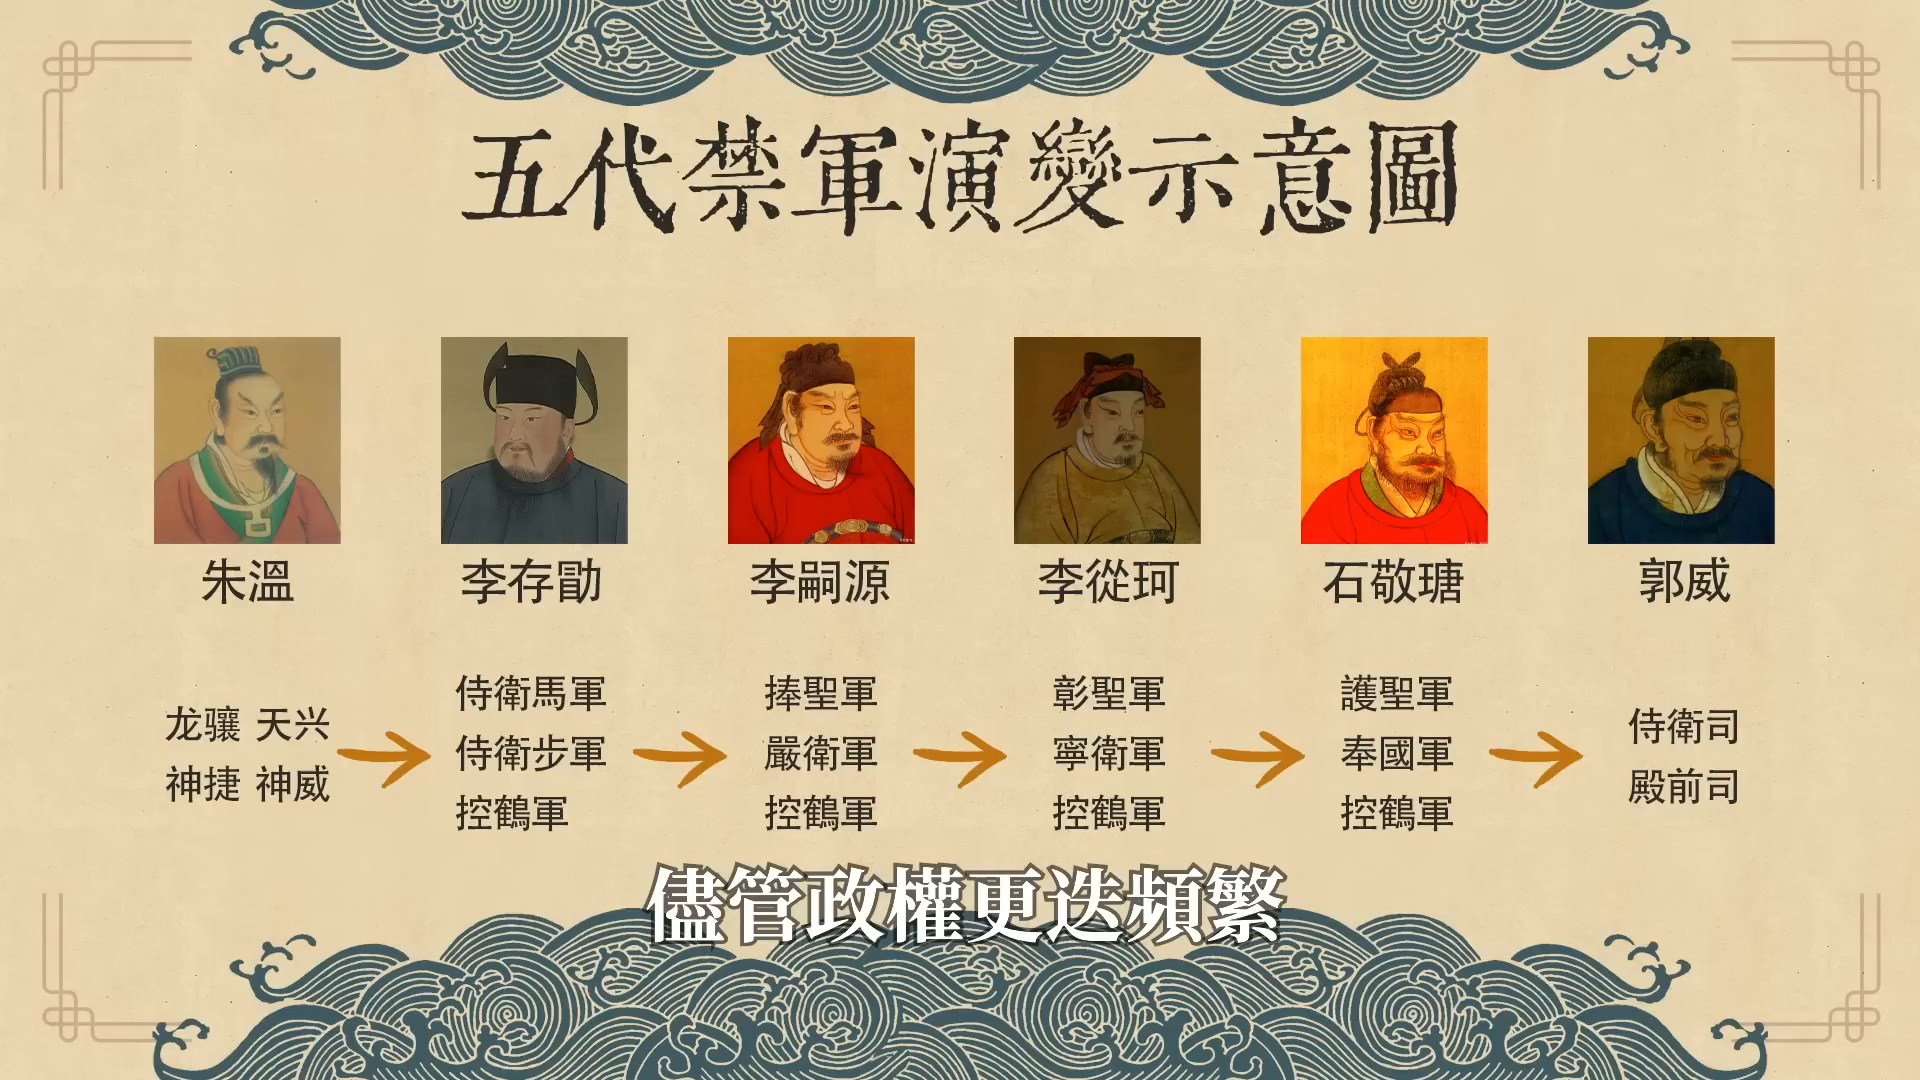 五代禁軍演變示意圖
朱溫
李存勖
李嗣源
李從珂
石敬瑭
郭威
龙骧 天兴
神捷 神威
侍衛馬軍
侍衛步軍
控鶴軍
捧聖軍
嚴衛軍
控鶴軍
彰聖軍
寧衛軍
控鶴軍
護聖軍
奉國軍
控鶴軍
侍衛司
殿前司
儘管政權更迭頻繁